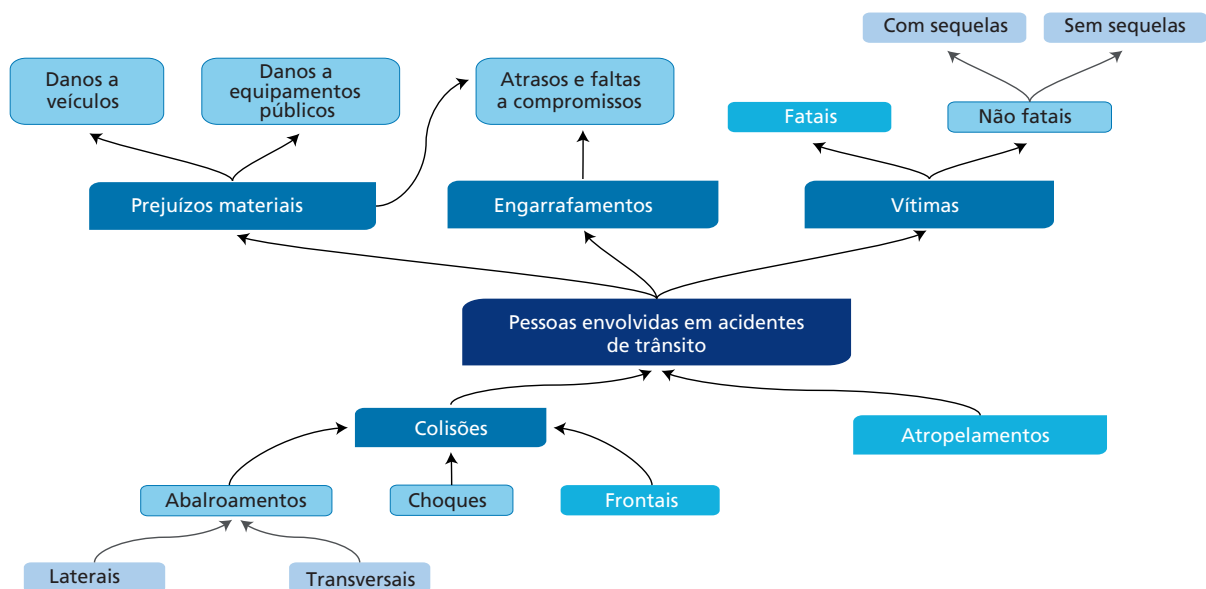 Com sequelas
Sem sequelas
Danos a
veículos
Danos a
equipamentos
públicos
Atrasos e faltas
a compromissos
Fatais
Não fatais
Prejuízos materiais
Engarrafamentos
Vítimas
Pessoas envolvidas em acidentes
de trânsito
Colisões
Atropelamentos
Abalroamentos
Choques
Frontais
Laterais
Transversais